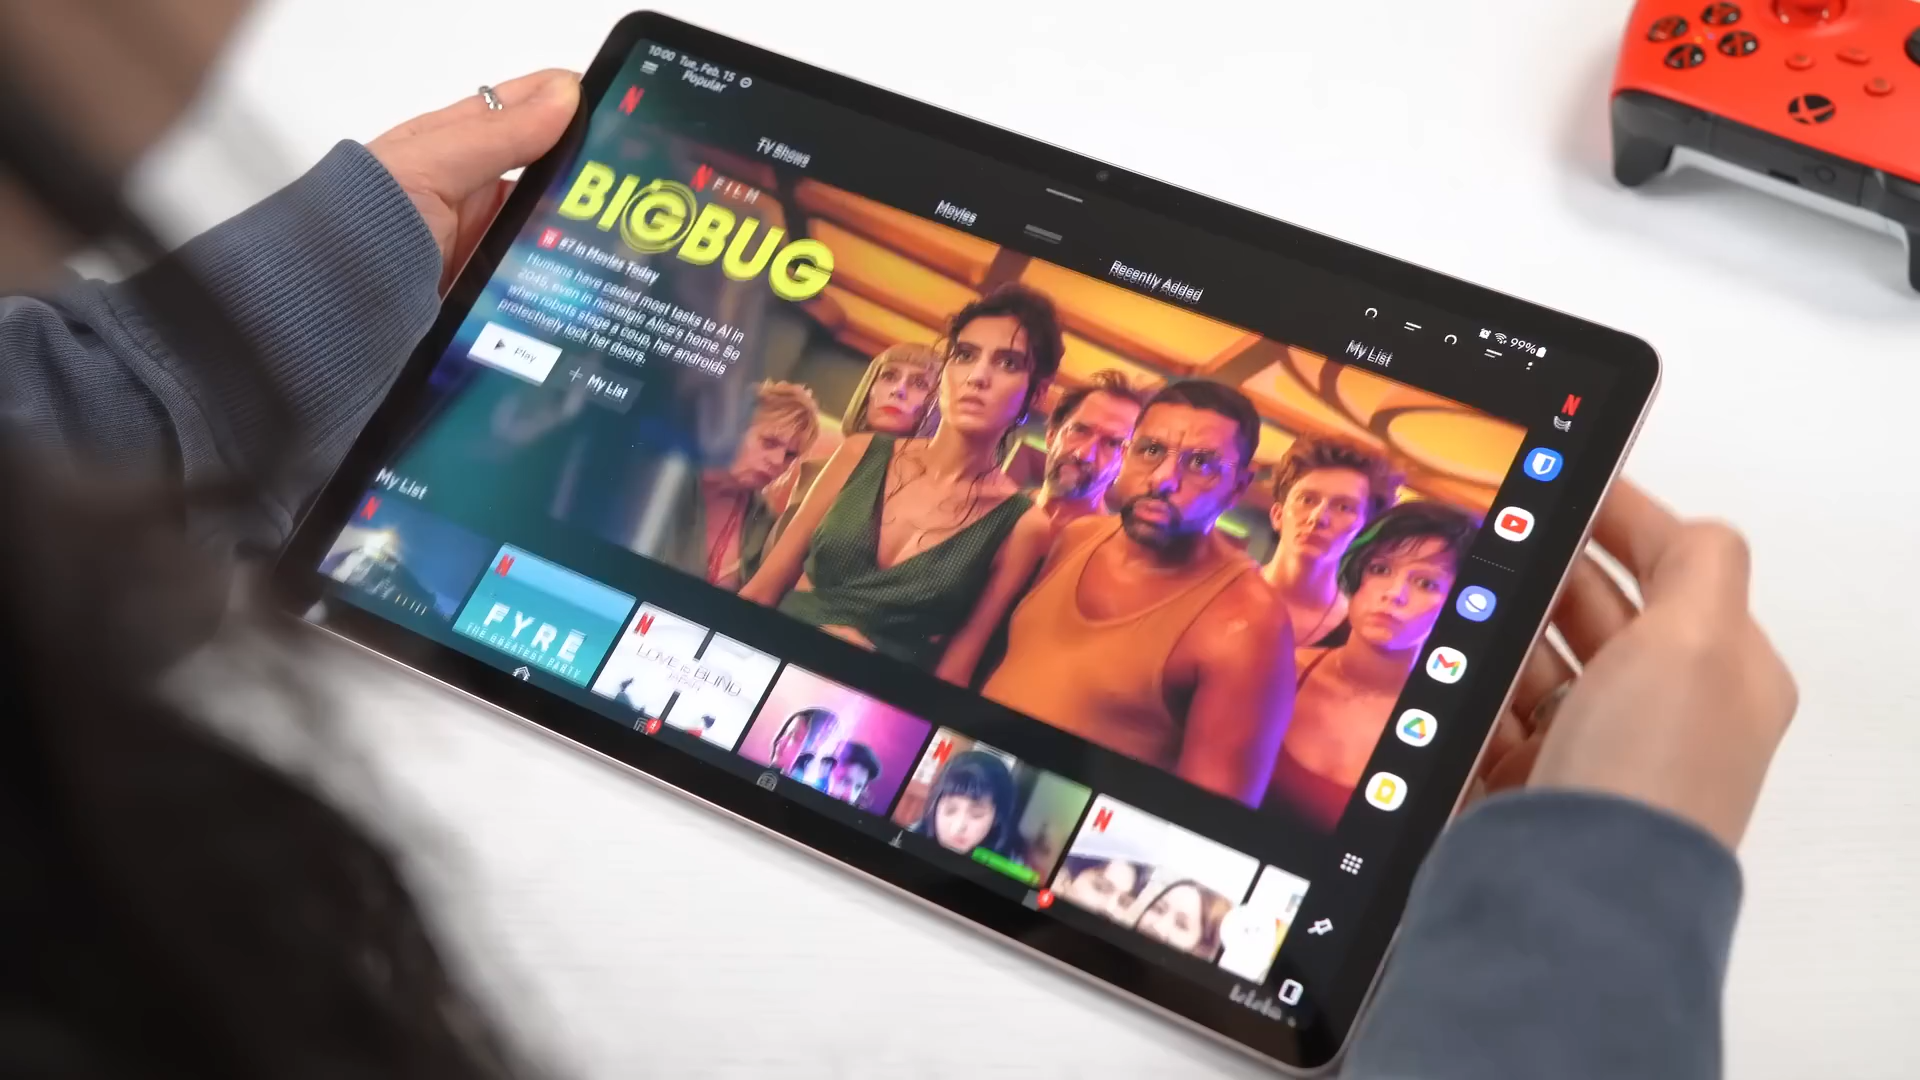 10:00 Tue, Feb. 15
Popular
N
TV Shows
Movies
Recently Added
My List
99%
N FILM
BIGBUG
#7 in Movies Today
Humans have ceded most tasks to AI in
2045, even in nostalgic Alice's home. So
when robots stage a coup, her androids
protectively lock her doors.
Play
+ My List
My List
N
N
FYRE
THE GREATEST PARTY
N
LOVE IS BLIND
JAPAN
N
N
N